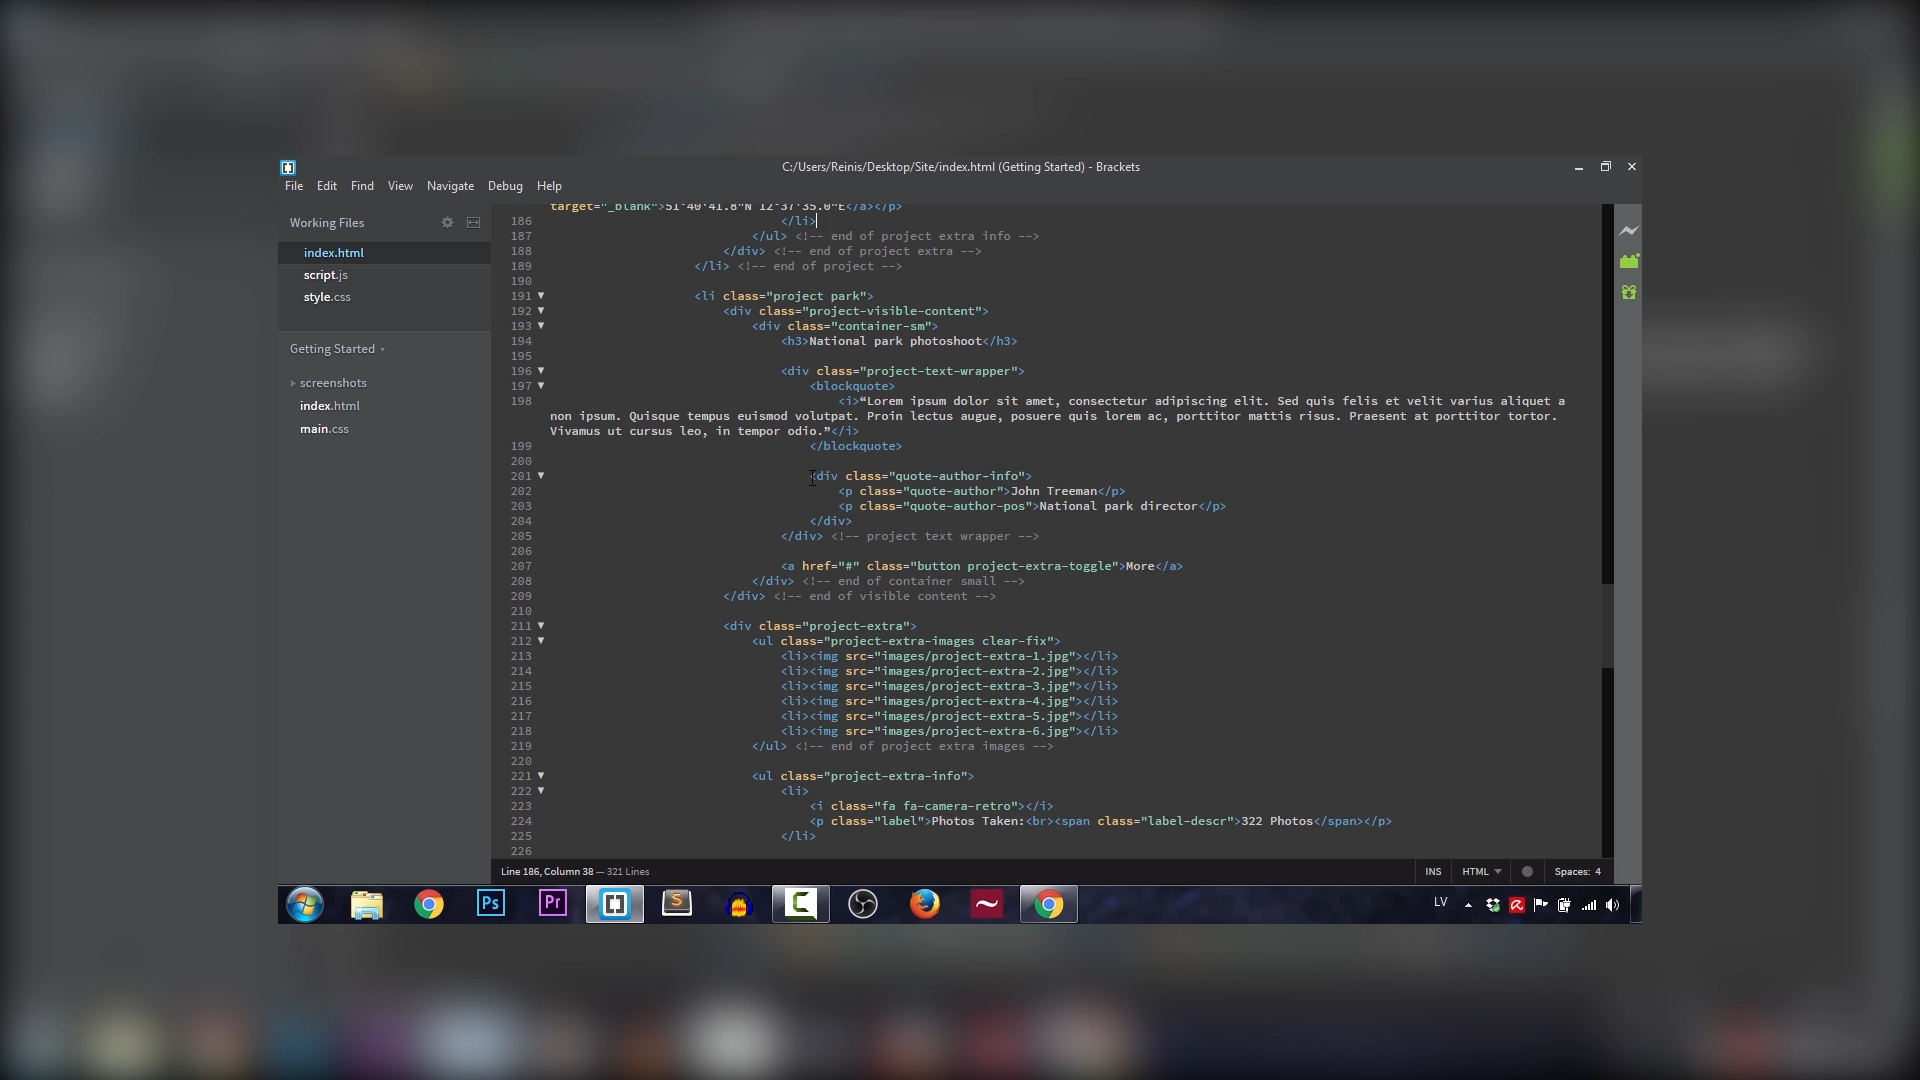 C:/Users/Reinis/Desktop/Site/index.html (Getting Started) - Brackets
File Edit Find View Navigate Debug Help
Working Files
index.html
script.js
style.css
Getting Started
screenshots
index.html
main.css
target="_blank">51°40'41.8"N 12°37'35.0"E</a></p>
186 </li>
187 </ul> <!-- end of project extra info -->
188 </div> <!-- end of project extra -->
189 </li> <!-- end of project -->
190
191 <li class="project park">
192 <div class="project-visible-content">
193 <div class="container-sm">
194 <h3>National park photoshoot</h3>
195
196 <div class="project-text-wrapper">
197 <blockquote>
198 <i>“Lorem ipsum dolor sit amet, consectetur adipiscing elit. Sed quis felis et velit varius aliquet a
non ipsum. Quisque tempus euismod volutpat. Proin lectus augue, posuere quis lorem ac, porttitor mattis risus. Praesent at porttitor tortor.
Vivamus ut cursus leo, in tempor odio.”</i>
199 </blockquote>
200
201 <div class="quote-author-info">
202 <p class="quote-author">John Treeman</p>
203 <p class="quote-author-pos">National park director</p>
204 </div>
205 </div> <!-- project text wrapper -->
206
207 <a href="#" class="button project-extra-toggle">More</a>
208 </div> <!-- end of container small -->
209 </div> <!-- end of visible content -->
210
211 <div class="project-extra">
212 <ul class="project-extra-images clear-fix">
213 <li><img src="images/project-extra-1.jpg"></li>
214 <li><img src="images/project-extra-2.jpg"></li>
215 <li><img src="images/project-extra-3.jpg"></li>
216 <li><img src="images/project-extra-4.jpg"></li>
217 <li><img src="images/project-extra-5.jpg"></li>
218 <li><img src="images/project-extra-6.jpg"></li>
219 </ul> <!-- end of project extra images -->
220
221 <ul class="project-extra-info">
222 <li>
223 <i class="fa fa-camera-retro"></i>
224 <p class="label">Photos Taken:<br><span class="label-descr">322 Photos</span></p>
225 </li>
226
Line 186, Column 38 — 321 Lines
INS HTML Spaces: 4
Ps Pr S LV